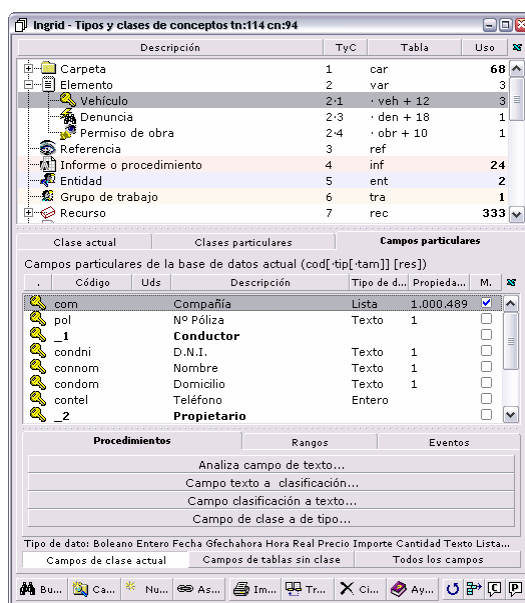 Ingrid - Tipos y clases de conceptos tn:114 cn:94
Descripción TyC Tabla Uso
Carpeta 1 car 68
Elemento 2 var 3
Vehículo 2·1 · veh + 12 3
Denuncia 2·3 · den + 18 1
Permiso de obra 2·4 · obr + 10 1
Referencia 3 ref
Informe o procedimiento 4 inf 24
Entidad 5 ent 2
Grupo de trabajo 6 tra 1
Recurso 7 rec 333
Clase actual Clases particulares Campos particulares
Campos particulares de la base de datos actual (cod[·tip[·tam]] [res])
. Código Uds Descripción Tipo de d... Propieda... M.
com Compañía Lista 1.000.489
pol Nº Póliza Texto 1
_1 Conductor
condni D.N.I. Texto 1
connom Nombre Texto 1
condom Domicilio Texto 1
contel Teléfono Entero
_2 Propietario
Procedimientos Rangos Eventos
Analiza campo de texto...
Campo texto a clasificación...
Campo clasificación a texto...
Campo de clase a de tipo...
Tipo de dato: Boleano Entero Fecha Gfechahora Hora Real Precio Importe Cantidad Texto Lista...
Campos de clase actual Campos de tablas sin clase Todos los campos
Bu... Ca... Nu... As... Im... Tr... Ci... Ay...